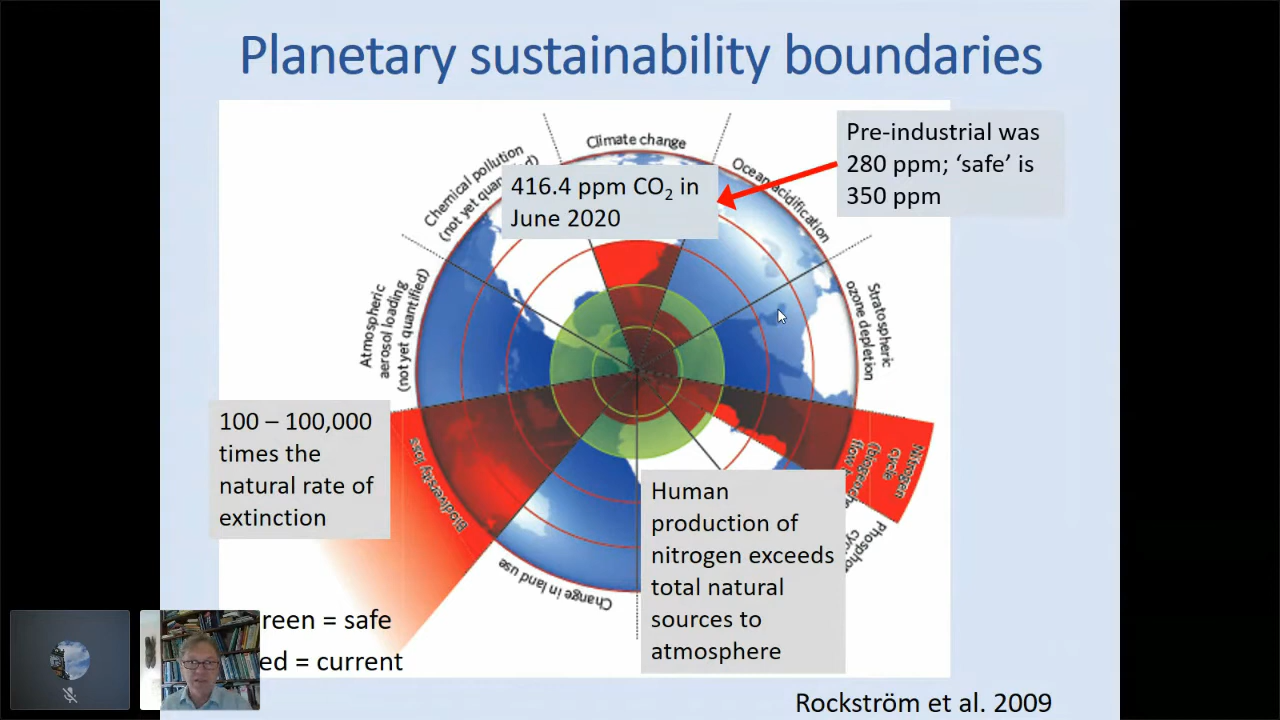 Planetary sustainability boundaries
Climate change
Pre-industrial was
280 ppm; ‘safe’ is
350 ppm
416.4 ppm CO₂ in
June 2020
Chemical pollution
(not yet quantified)
Ocean acidification
Stratospheric
ozone depletion
Atmospheric
aerosol loading
(not yet quantified)
100 – 100,000
times the
natural rate of
extinction
Biodiversity loss
Nitrogen
cycle
Human
production of
nitrogen exceeds
total natural
sources to
atmosphere
Change in land use
reen = safe
ed = current
Rockström et al. 2009